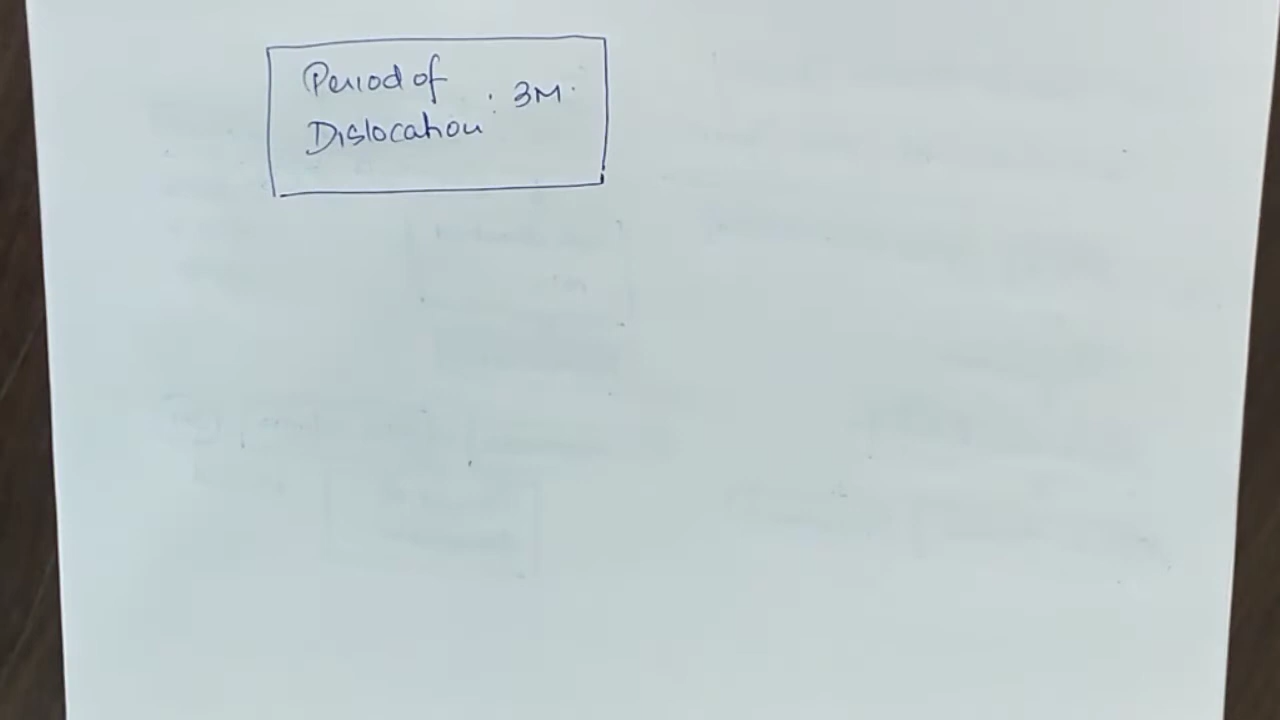 Period of
Dislocation : 3M.